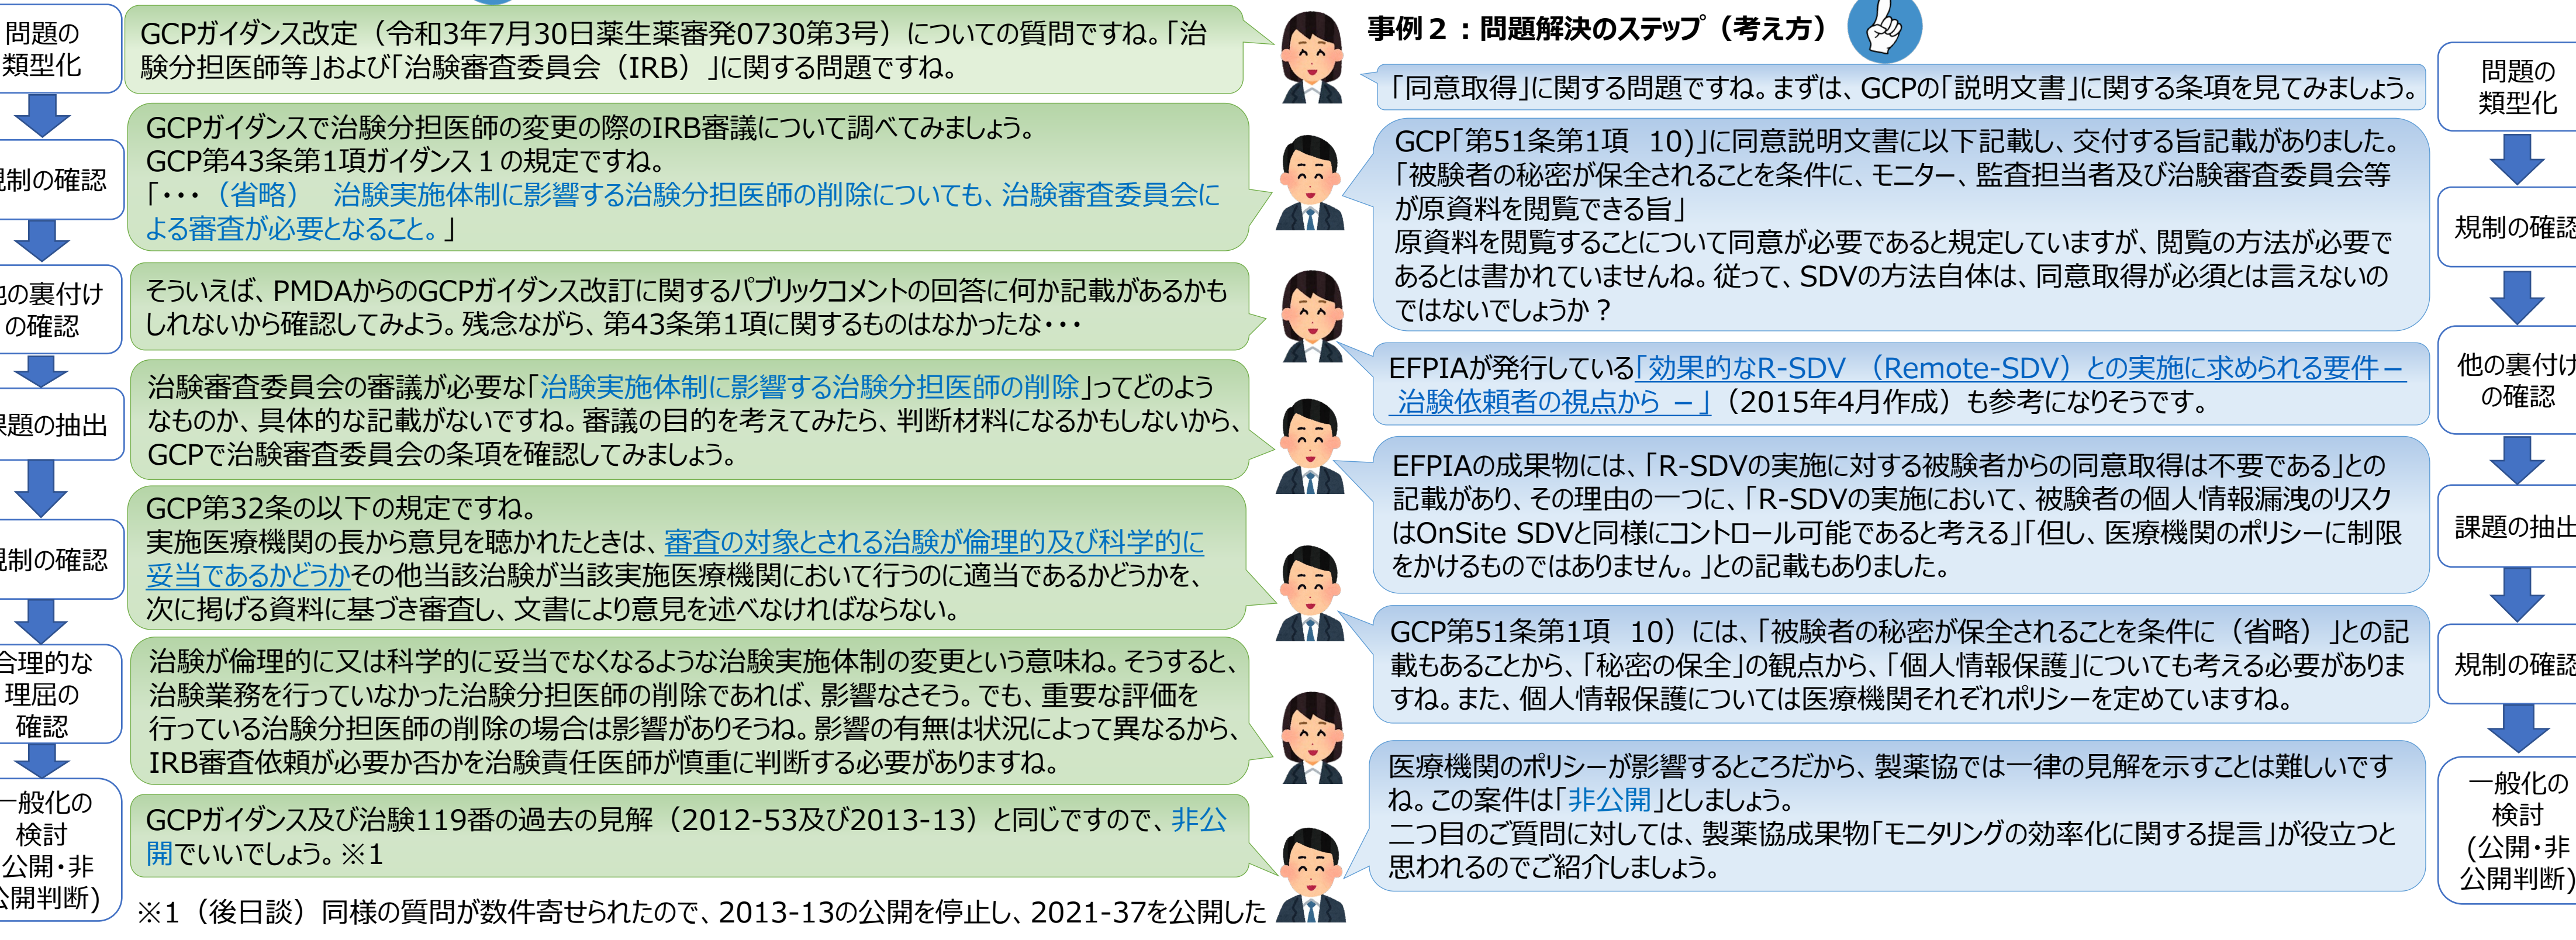 問題の
類型化
GCPガイダンス改定（令和3年7月30日薬生薬審発0730第3号）についての質問ですね。「治
験分担医師等」および「治験審査委員会（IRB）」に関する問題ですね。
規制の確認
GCPガイダンスで治験分担医師の変更の際のIRB審議について調べてみましょう。
GCP第43条第1項ガイダンス１の規定ですね。
「・・・（省略）　治験実施体制に影響する治験分担医師の削除についても、治験審査委員会に
よる審査が必要となること。」
他の裏付け
の確認
そういえば、PMDAからのGCPガイダンス改訂に関するパブリックコメントの回答に何か記載があるかも
しれないから確認してみよう。残念ながら、第43条第1項に関するものはなかったな・・・
課題の抽出
治験審査委員会の審議が必要な「治験実施体制に影響する治験分担医師の削除」ってどのよう
なものか、具体的な記載がないですね。審議の目的を考えてみたら、判断材料になるかもしないから、
GCPで治験審査委員会の条項を確認してみましょう。
規制の確認
GCP第32条の以下の規定ですね。
実施医療機関の長から意見を聴かれたときは、審査の対象とされる治験が倫理的及び科学的に
妥当であるかどうかその他当該治験が当該実施医療機関において行うのに適当であるかどうかを、
次に掲げる資料に基づき審査し、文書により意見を述べなければならない。
合理的な
理屈の
確認
治験が倫理的に又は科学的に妥当でなくなるような治験実施体制の変更という意味ね。そうすると、
治験業務を行っていなかった治験分担医師の削除であれば、影響なさそう。でも、重要な評価を
行っている治験分担医師の削除の場合は影響がありそうね。影響の有無は状況によって異なるから、
IRB審査依頼が必要か否かを治験責任医師が慎重に判断する必要がありますね。
一般化の
検討
公開・非
公開判断)
GCPガイダンス及び治験119番の過去の見解（2012-53及び2013-13）と同じですので、非公
開でいいでしょう。※1
※1（後日談）同様の質問が数件寄せられたので、2013-13の公開を停止し、2021-37を公開した
事例２：問題解決のステップ（考え方）
「同意取得」に関する問題ですね。まずは、GCPの「説明文書」に関する条項を見てみましょう。
問題の
類型化
GCP「第51条第1項　10)」に同意説明文書に以下記載し、交付する旨記載がありました。
「被験者の秘密が保全されることを条件に、モニター、監査担当者及び治験審査委員会等
が原資料を閲覧できる旨」
原資料を閲覧することについて同意が必要であると規定していますが、閲覧の方法が必要で
あるとは書かれていませんね。従って、SDVの方法自体は、同意取得が必須とは言えないの
ではないでしょうか？
規制の確認
EFPIAが発行している「効果的なR-SDV （Remote-SDV）との実施に求められる要件－
治験依頼者の視点から －」（2015年4月作成）も参考になりそうです。
他の裏付け
の確認
EFPIAの成果物には、「R-SDVの実施に対する被験者からの同意取得は不要である」との
記載があり、その理由の一つに、「R-SDVの実施において、被験者の個人情報漏洩のリスク
はOnSite SDVと同様にコントロール可能であると考える」「但し、医療機関のポリシーに制限
をかけるものではありません。」との記載もありました。
課題の抽出
GCP第51条第1項　10）には、「被験者の秘密が保全されることを条件に（省略）」との記
載もあることから、「秘密の保全」の観点から、「個人情報保護」についても考える必要がありま
すね。また、個人情報保護については医療機関それぞれポリシーを定めていますね。
規制の確認
医療機関のポリシーが影響するところだから、製薬協では一律の見解を示すことは難しいです
ね。この案件は「非公開」としましょう。
二つ目のご質問に対しては、製薬協成果物「モニタリングの効率化に関する提言」が役立つと
思われるのでご紹介しましょう。
一般化の
検討
(公開・非
公開判断)